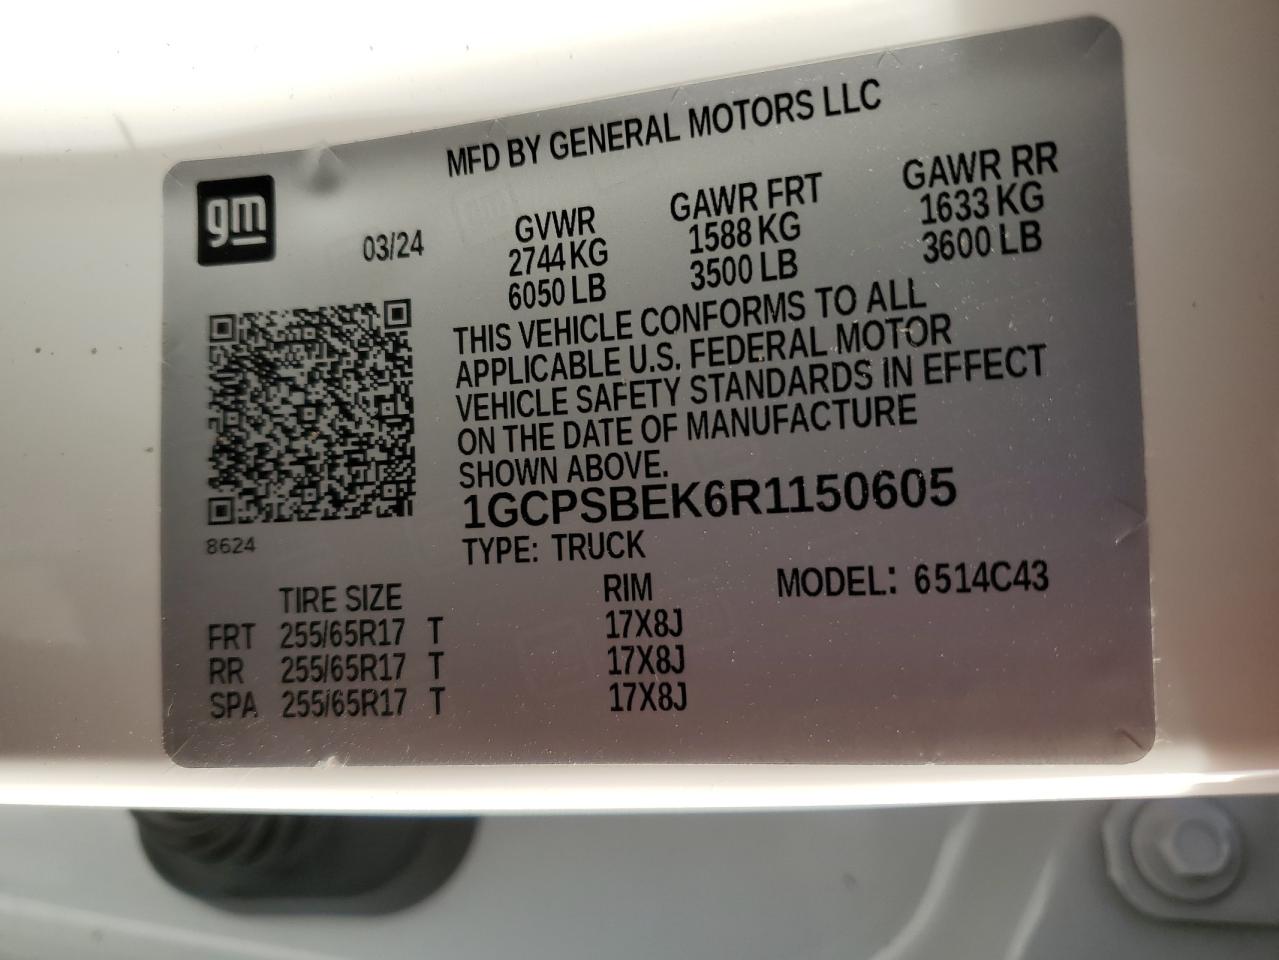 MFD BY GENERAL MOTORS LLC
gm
03/24
GVWR
2744 KG
6050 LB
GAWR FRT
1588 KG
3500 LB
GAWR RR
1633 KG
3600 LB
THIS VEHICLE CONFORMS TO ALL
APPLICABLE U.S. FEDERAL MOTOR
VEHICLE SAFETY STANDARDS IN EFFECT
ON THE DATE OF MANUFACTURE
SHOWN ABOVE.
1GCPSBEK6R1150605
8624
TYPE: TRUCK
TIRE SIZE RIM MODEL: 6514C43
FRT 255/65R17 T 17X8J
RR 255/65R17 T 17X8J
SPA 255/65R17 T 17X8J